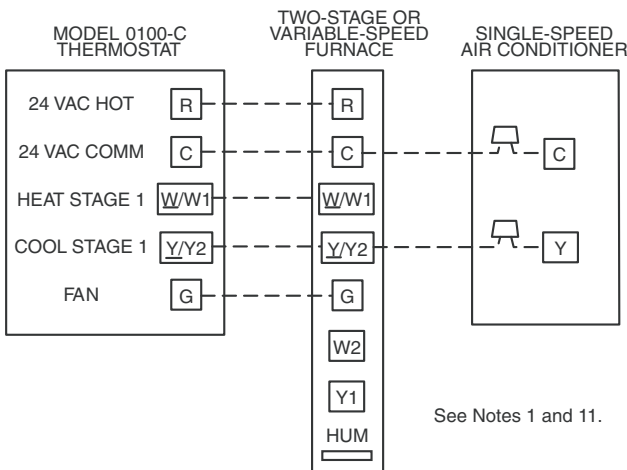 MODEL 0100-C
THERMOSTAT
TWO-STAGE OR
VARIABLE-SPEED
FURNACE
SINGLE-SPEED
AIR CONDITIONER
24 VAC HOT R R
24 VAC COMM C C C
HEAT STAGE 1 W/W1 W/W1
COOL STAGE 1 Y/Y2 Y/Y2 Y
FAN G G
W2
Y1
HUM
See Notes 1 and 11.